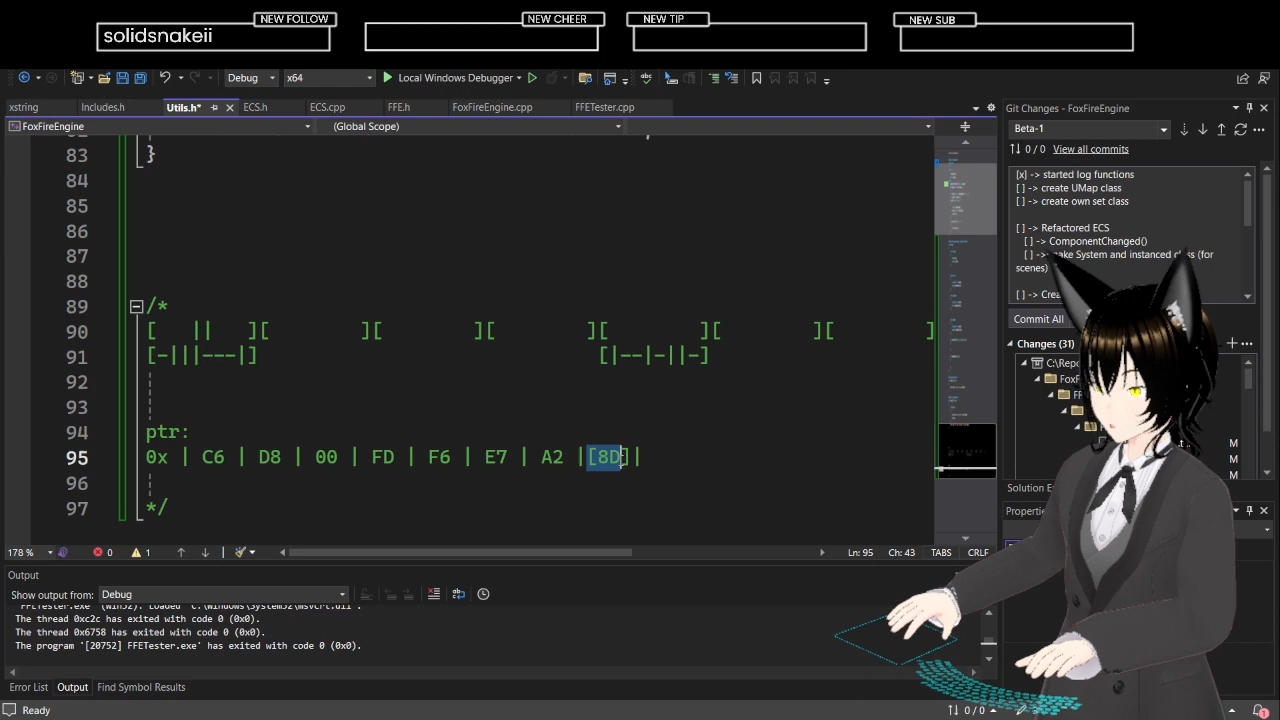 NEW FOLLOW
NEW CHEER
NEW TIP
NEW SUB
solidsnakeii
Debug
x64
Local Windows Debugger
xstring
Includes.h
Utils.h*
ECS.h
ECS.cpp
FFE.h
FoxFireEngine.cpp
FFETester.cpp
Git Changes - FoxFireEngine
FoxFireEngine
(Global Scope)
Beta-1
0 / 0 View all commits
[x] -> started log functions
[ ] -> create UMap class
[ ] -> create own set class
[ ] -> Refactored ECS
[ ] -> ComponentChanged()
scenes)
Commit All
Changes (31)
83 }
84
85
86
87
88
89 /*
90 [   ||   ][        ][        ][        ][        ][        ]
91 [-|||---|] [|--|-||-]
92
93
94 ptr:
95 0x | C6 | D8 | 00 | FD | F6 | E7 | A2 |[8D]|
96
97 */
178 %
0
1
Ln: 95 Ch: 43 TABS CRLF
Output
Show output from: Debug
The thread 0xc2c has exited with code 0 (0x0).
The thread 0x6758 has exited with code 0 (0x0).
The program '[20752] FFETester.exe' has exited with code 0 (0x0).
Error List
Output
Find Symbol Results
Ready
0 / 0